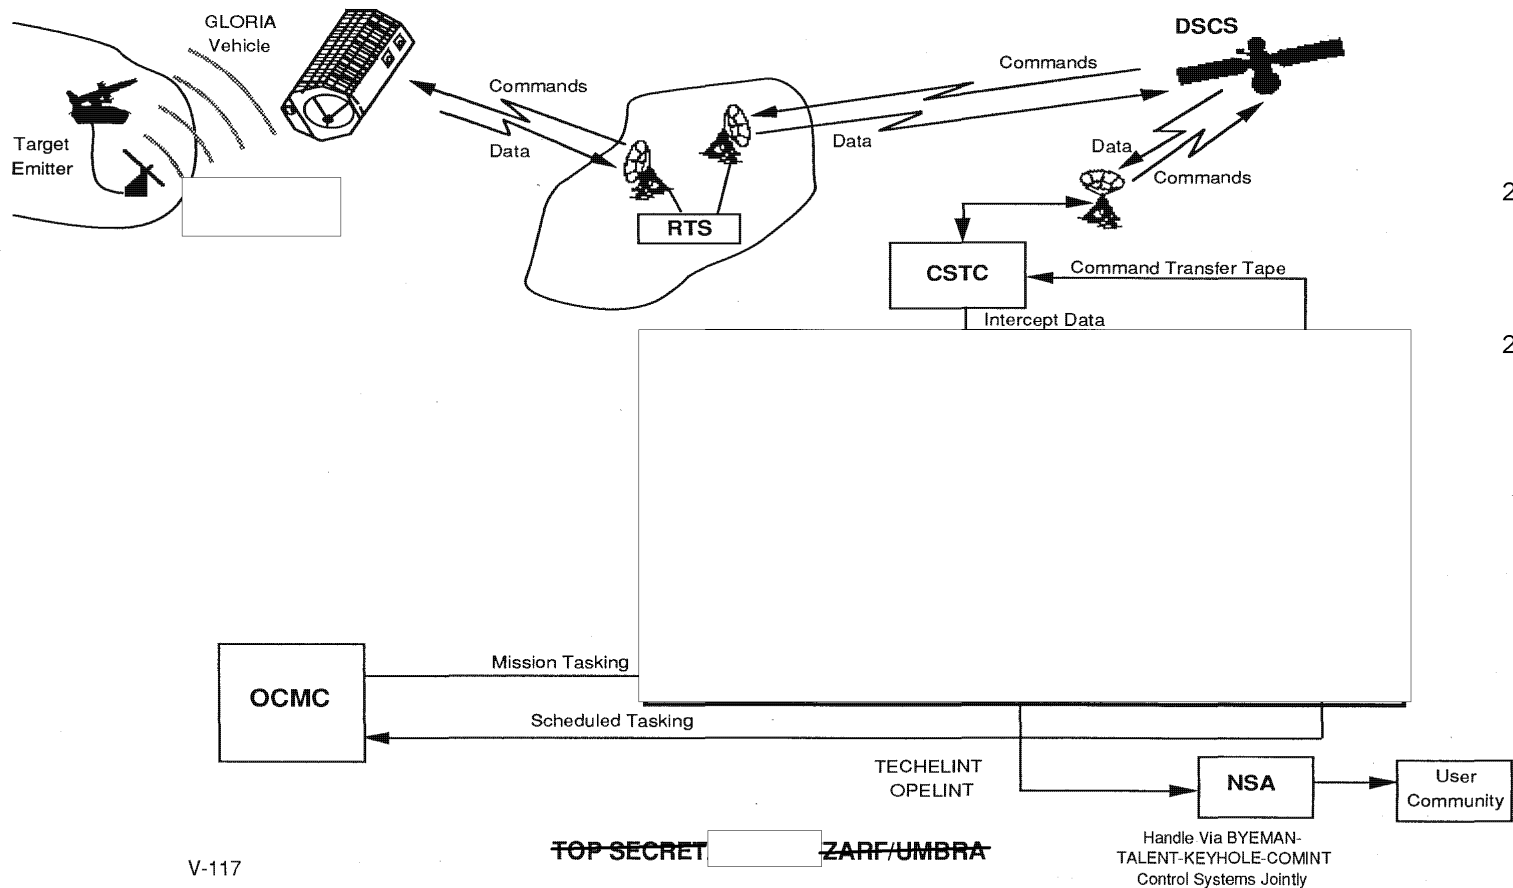 GLORIA
Vehicle
DSCS
Commands
Commands
Target
Emitter
Data
Data
Data
Commands
RTS
CSTC
Command Transfer Tape
Intercept Data
2
2
Mission Tasking
OCMC
Scheduled Tasking
TECHELINT
OPELINT
NSA
User
Community
TOP SECRET ZARF/UMBRA
Handle Via BYEMAN-
TALENT-KEYHOLE-COMINT
Control Systems Jointly
V-117